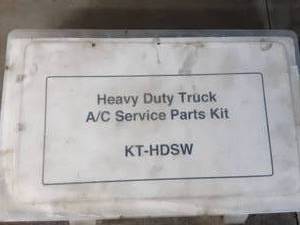 Heavy Duty Truck
A/C Service Parts Kit
KT-HDSW